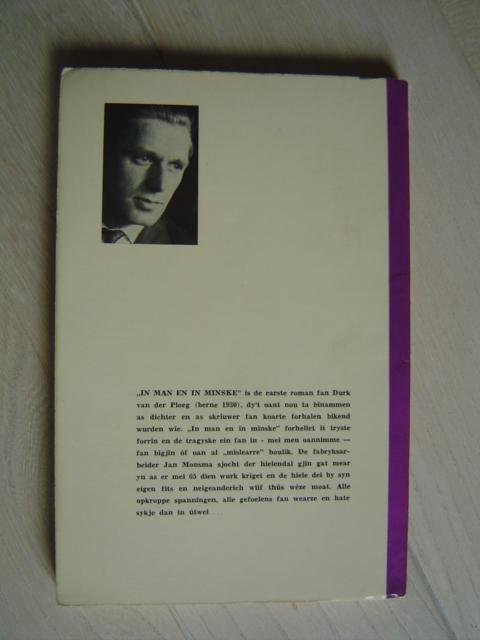 „IN MAN EN IN MINSKE" is de earste roman fan Durk
van der Ploeg (berne 1930), dy't oant nou ta binammen
as dichter en as skriuwer fan koarte forhalen bikend
wurden wie. „In man en in minske" forhellet it tryste
forrin en de tragyske ein fan in - mei men oannimme —
fan bigjin óf oan al „mislearre" houlik. De fabryksar-
beider Jan Monsma sjocht der hielendal gjin gat mear
yn as er mei 65 dien wurk kriget en de hiele dei by syn
eigen fits en neigeanderich wiif thús wêze moat. Alle
opkroppe spanningen, alle gefoelens fan wearze en hate
sykje dan in útwei....